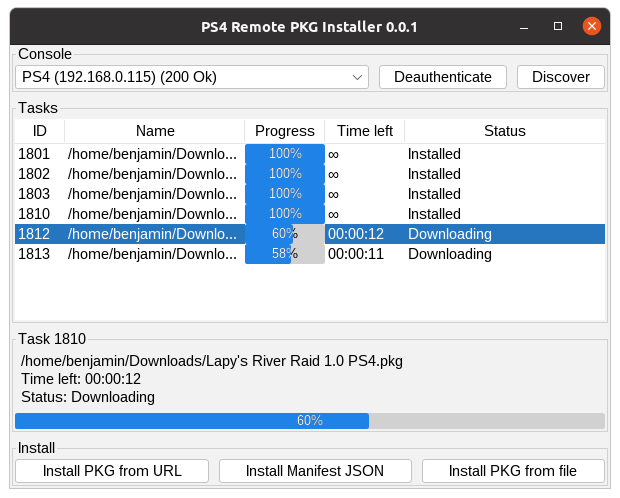 PS4 Remote PKG Installer 0.0.1
Console
PS4 (192.168.0.115) (200 Ok) Deauthenticate Discover
Tasks
ID Name Progress Time left Status
1801 /home/benjamin/Downlo... 100% ∞ Installed
1802 /home/benjamin/Downlo... 100% ∞ Installed
1803 /home/benjamin/Downlo... 100% ∞ Installed
1810 /home/benjamin/Downlo... 100% ∞ Installed
1812 /home/benjamin/Downlo... 60% 00:00:12 Downloading
1813 /home/benjamin/Downlo... 58% 00:00:11 Downloading
Task 1810
/home/benjamin/Downloads/Lapy's River Raid 1.0 PS4.pkg
Time left: 00:00:12
Status: Downloading
60%
Install
Install PKG from URL Install Manifest JSON Install PKG from file